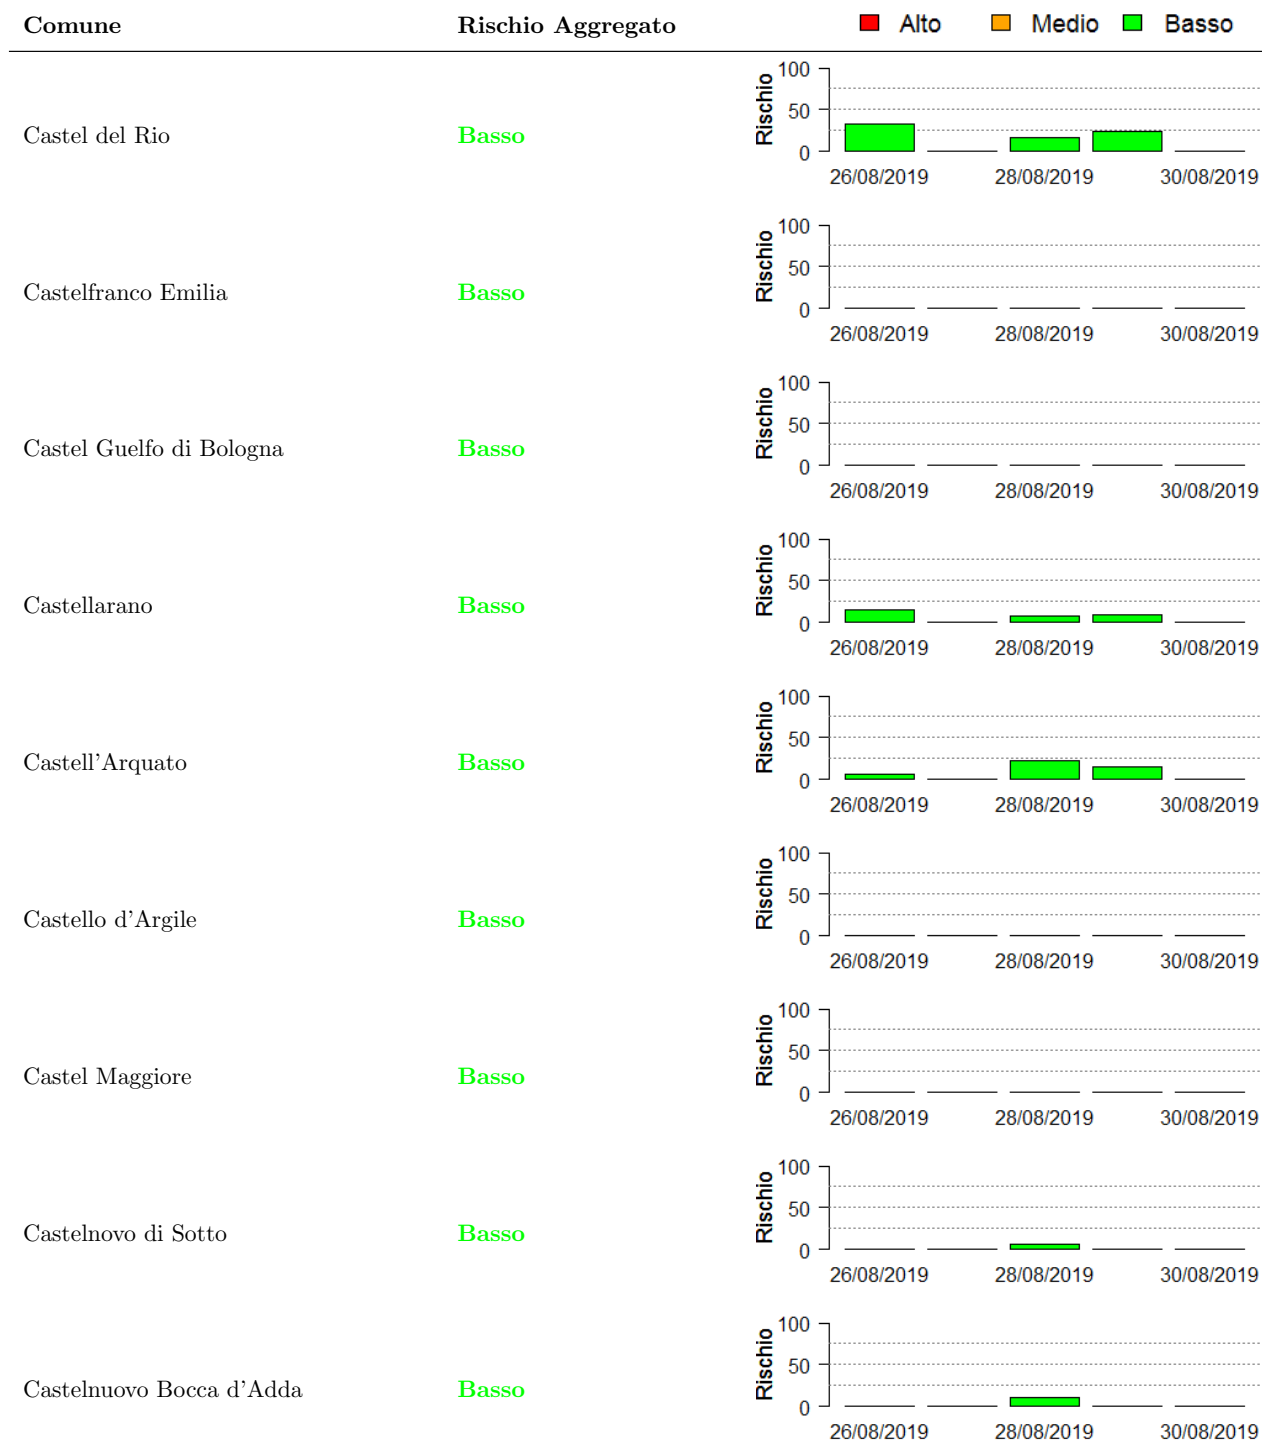 Comune Rischio Aggregato Alto Medio Basso
100
50
0
Rischio
Castel del Rio Basso
26/08/2019 28/08/2019 30/08/2019
100
50
0
Rischio
Castelfranco Emilia Basso
26/08/2019 28/08/2019 30/08/2019
100
50
0
Rischio
Castel Guelfo di Bologna Basso
26/08/2019 28/08/2019 30/08/2019
100
50
0
Rischio
Castellarano Basso
26/08/2019 28/08/2019 30/08/2019
100
50
0
Rischio
Castell'Arquato Basso
26/08/2019 28/08/2019 30/08/2019
100
50
0
Rischio
Castello d'Argile Basso
26/08/2019 28/08/2019 30/08/2019
100
50
0
Rischio
Castel Maggiore Basso
26/08/2019 28/08/2019 30/08/2019
100
50
0
Rischio
Castelnovo di Sotto Basso
26/08/2019 28/08/2019 30/08/2019
100
50
0
Rischio
Castelnuovo Bocca d'Adda Basso
26/08/2019 28/08/2019 30/08/2019